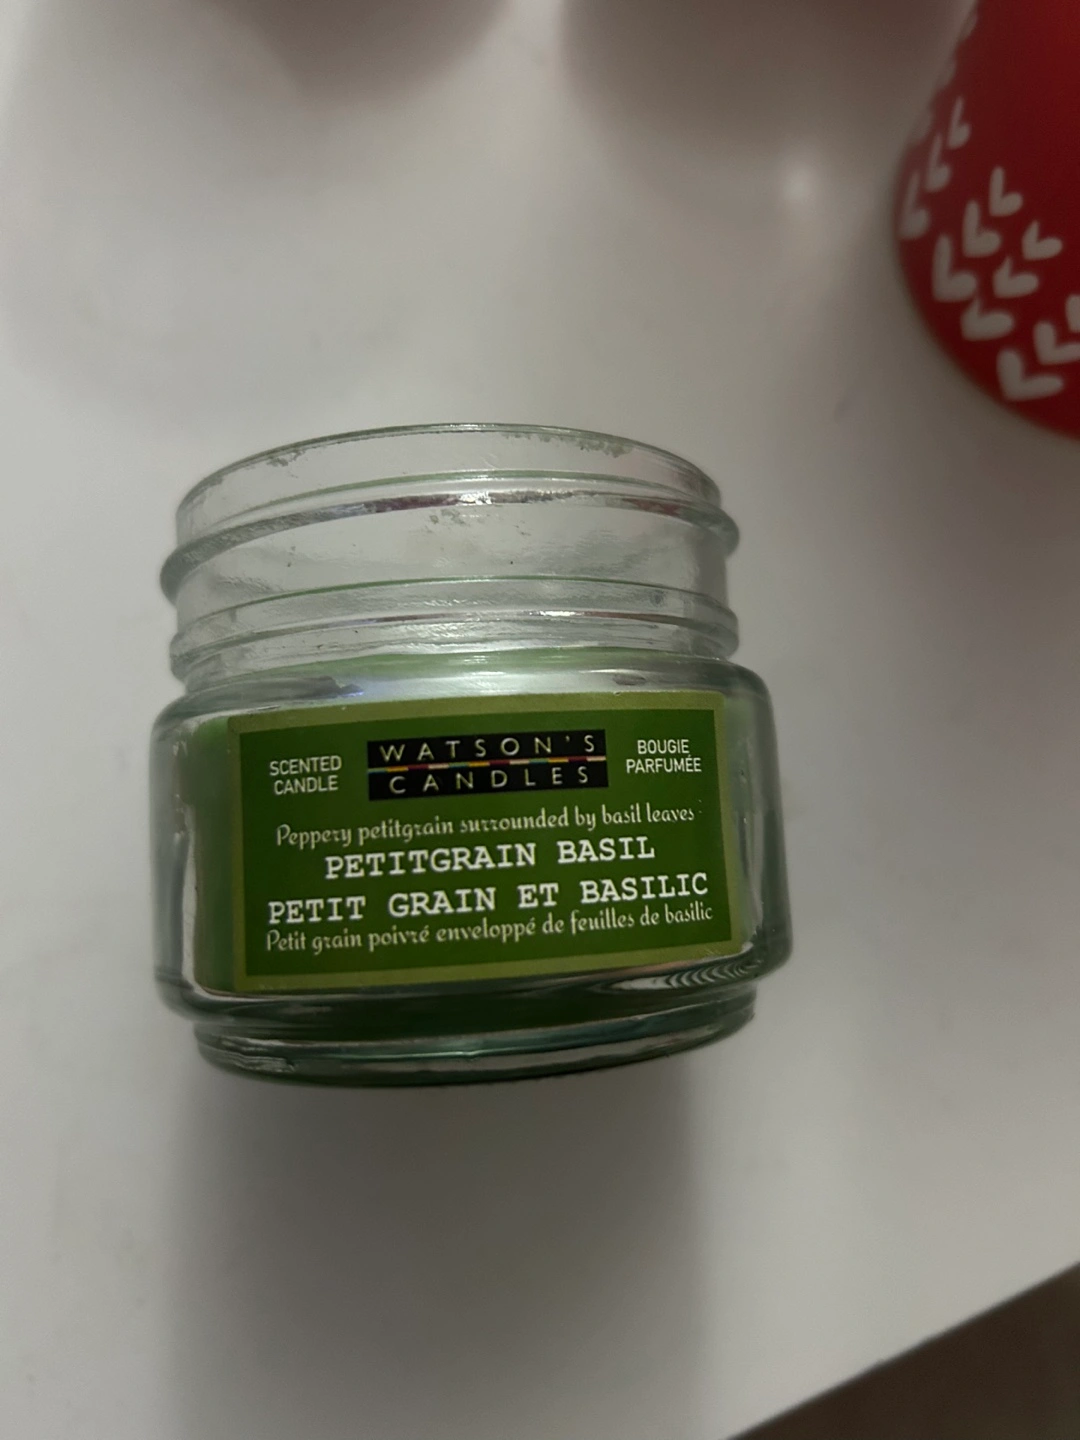 SCENTED
CANDLE
WATSON'S
CANDLES
BOUGIE
PARFUMÉE
Peppery petitgrain surrounded by basil leaves
PETITGRAIN BASIL
PETIT GRAIN ET BASILIC
Petit grain poivré enveloppé de feuilles de basilic